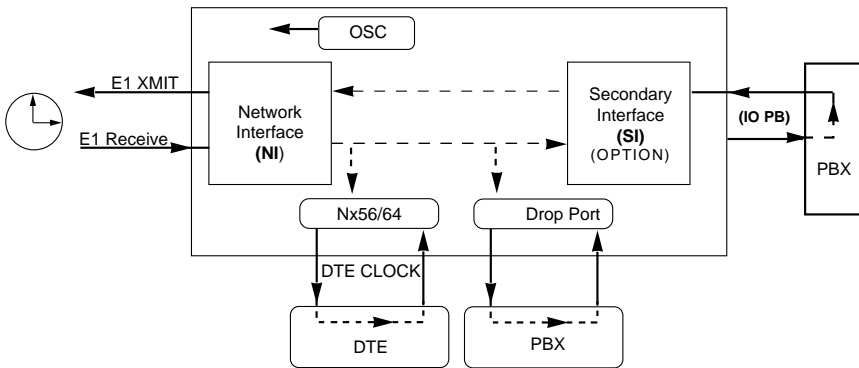 OSC
E1 XMIT
E1 Receive
Network
Interface
(NI)
Secondary
Interface
(SI)
(OPTION)
(IO PB)
PBX
Nx56/64
Drop Port
DTE CLOCK
DTE
PBX